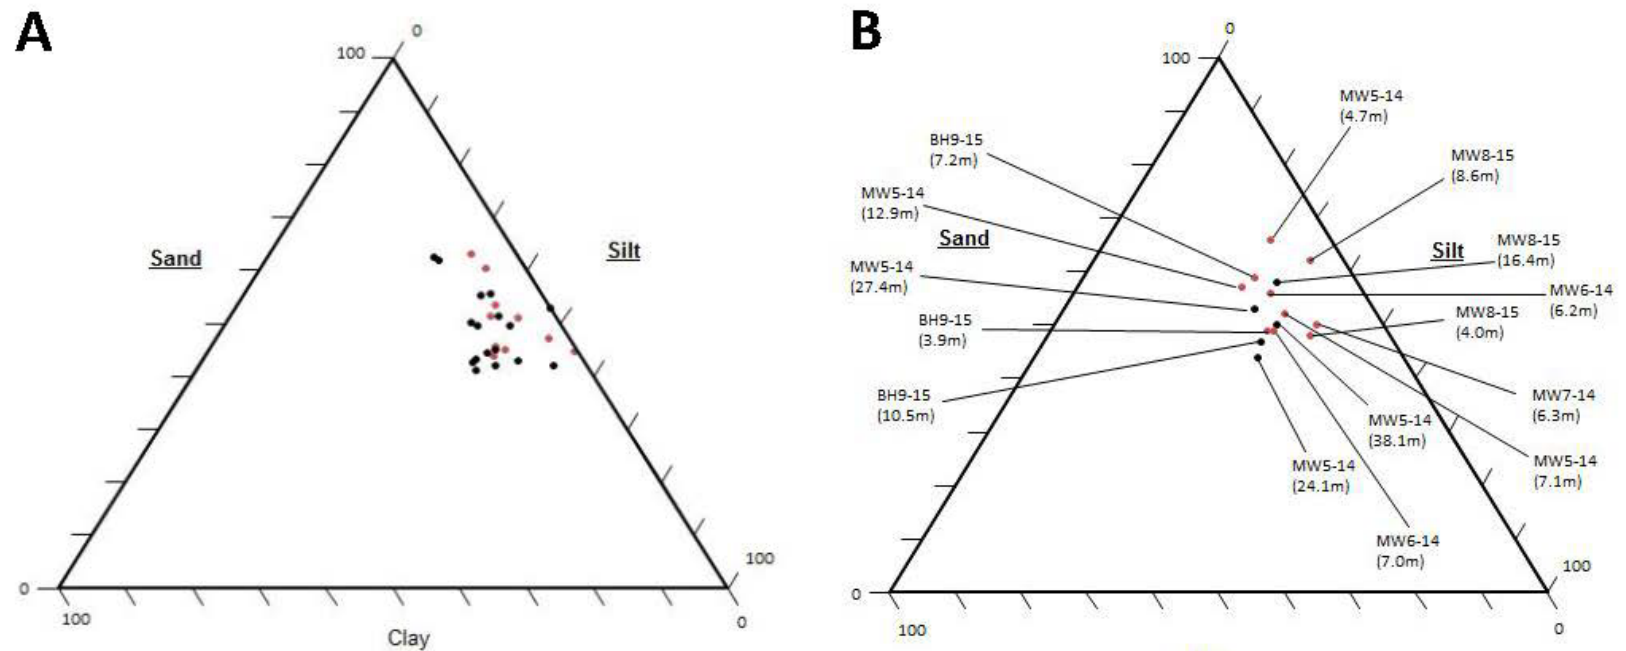 A
0
100
Sand
Silt
0
100
100
0
Clay
B
0
100
MW5-14
(4.7m)
BH9-15
(7.2m)
MW8-15
(8.6m)
MW5-14
(12.9m)
Sand
Silt
MW8-15
(16.4m)
MW5-14
(27.4m)
MW6-14
(6.2m)
BH9-15
(3.9m)
MW8-15
(4.0m)
BH9-15
(10.5m)
MW7-14
(6.3m)
MW5-14
(38.1m)
MW5-14
(24.1m)
MW5-14
(7.1m)
MW6-14
(7.0m)
0
100
100
0